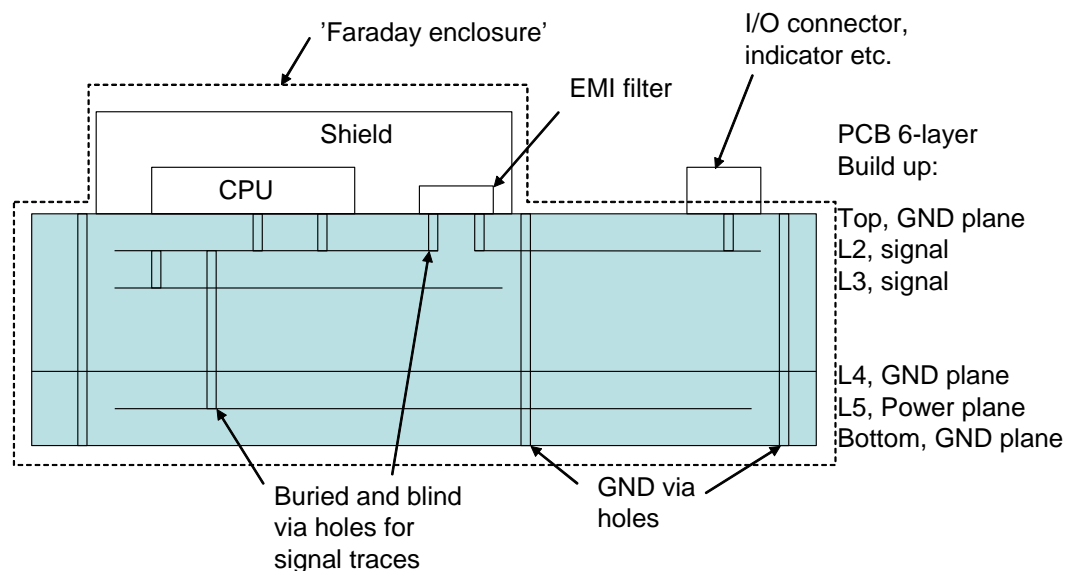 ’Faraday enclosure’
I/O connector,
indicator etc.
EMI filter
Shield
CPU
PCB 6-layer
Build up:
Top, GND plane
L2, signal
L3, signal
L4, GND plane
L5, Power plane
Bottom, GND plane
Buried and blind
via holes for
signal traces
GND via
holes